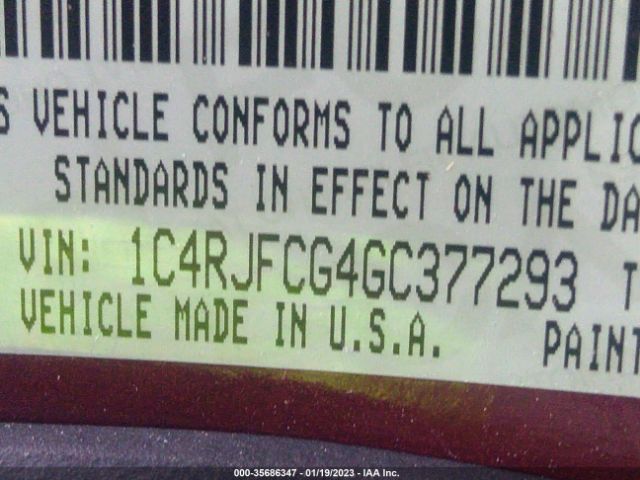 S VEHICLE CONFORMS TO ALL APPLIC
STANDARDS IN EFFECT ON THE DA
VIN: 1C4RJFCG4GC377293 T
VEHICLE MADE IN U.S.A. PAINT
000-35686347 - 01/19/2023 - IAA Inc.